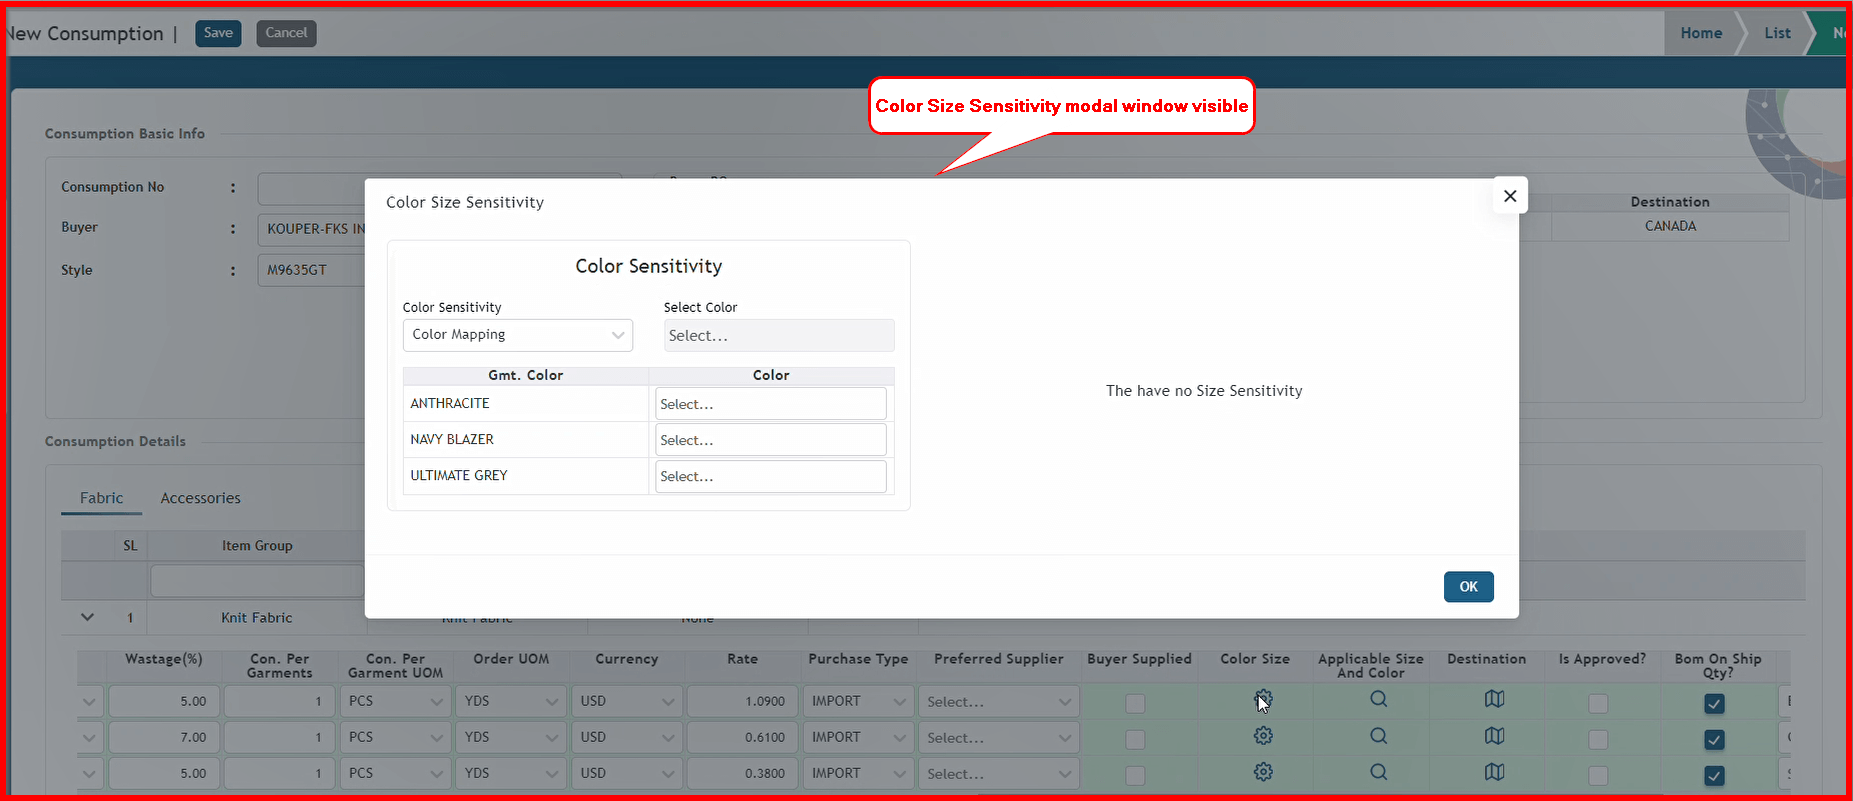 New Consumption | Save Cancel
Home List
Color Size Sensitivity modal window visible
Consumption Basic Info
Consumption No :
Buyer : KOUPER-FKS IN
Style : M9635GT
Destination
CANADA
Color Size Sensitivity
Color Sensitivity
Color Sensitivity Select Color
Color Mapping Select...
Gmt. Color Color
ANTHRACITE Select...
NAVY BLAZER Select...
ULTIMATE GREY Select...
The have no Size Sensitivity
OK
Consumption Details
Fabric Accessories
SL Item Group
1 Knit Fabric Knit Fabric None
Wastage(%) Con. Per Garments Con. Per Garment UOM Order UOM Currency Rate Purchase Type Preferred Supplier Buyer Supplied Color Size Applicable Size And Color Destination Is Approved? Bom On Ship Qty?
5.00 1 PCS YDS USD 1.0900 IMPORT Select...
7.00 1 PCS YDS USD 0.6100 IMPORT Select...
5.00 1 PCS YDS USD 0.3800 IMPORT Select...